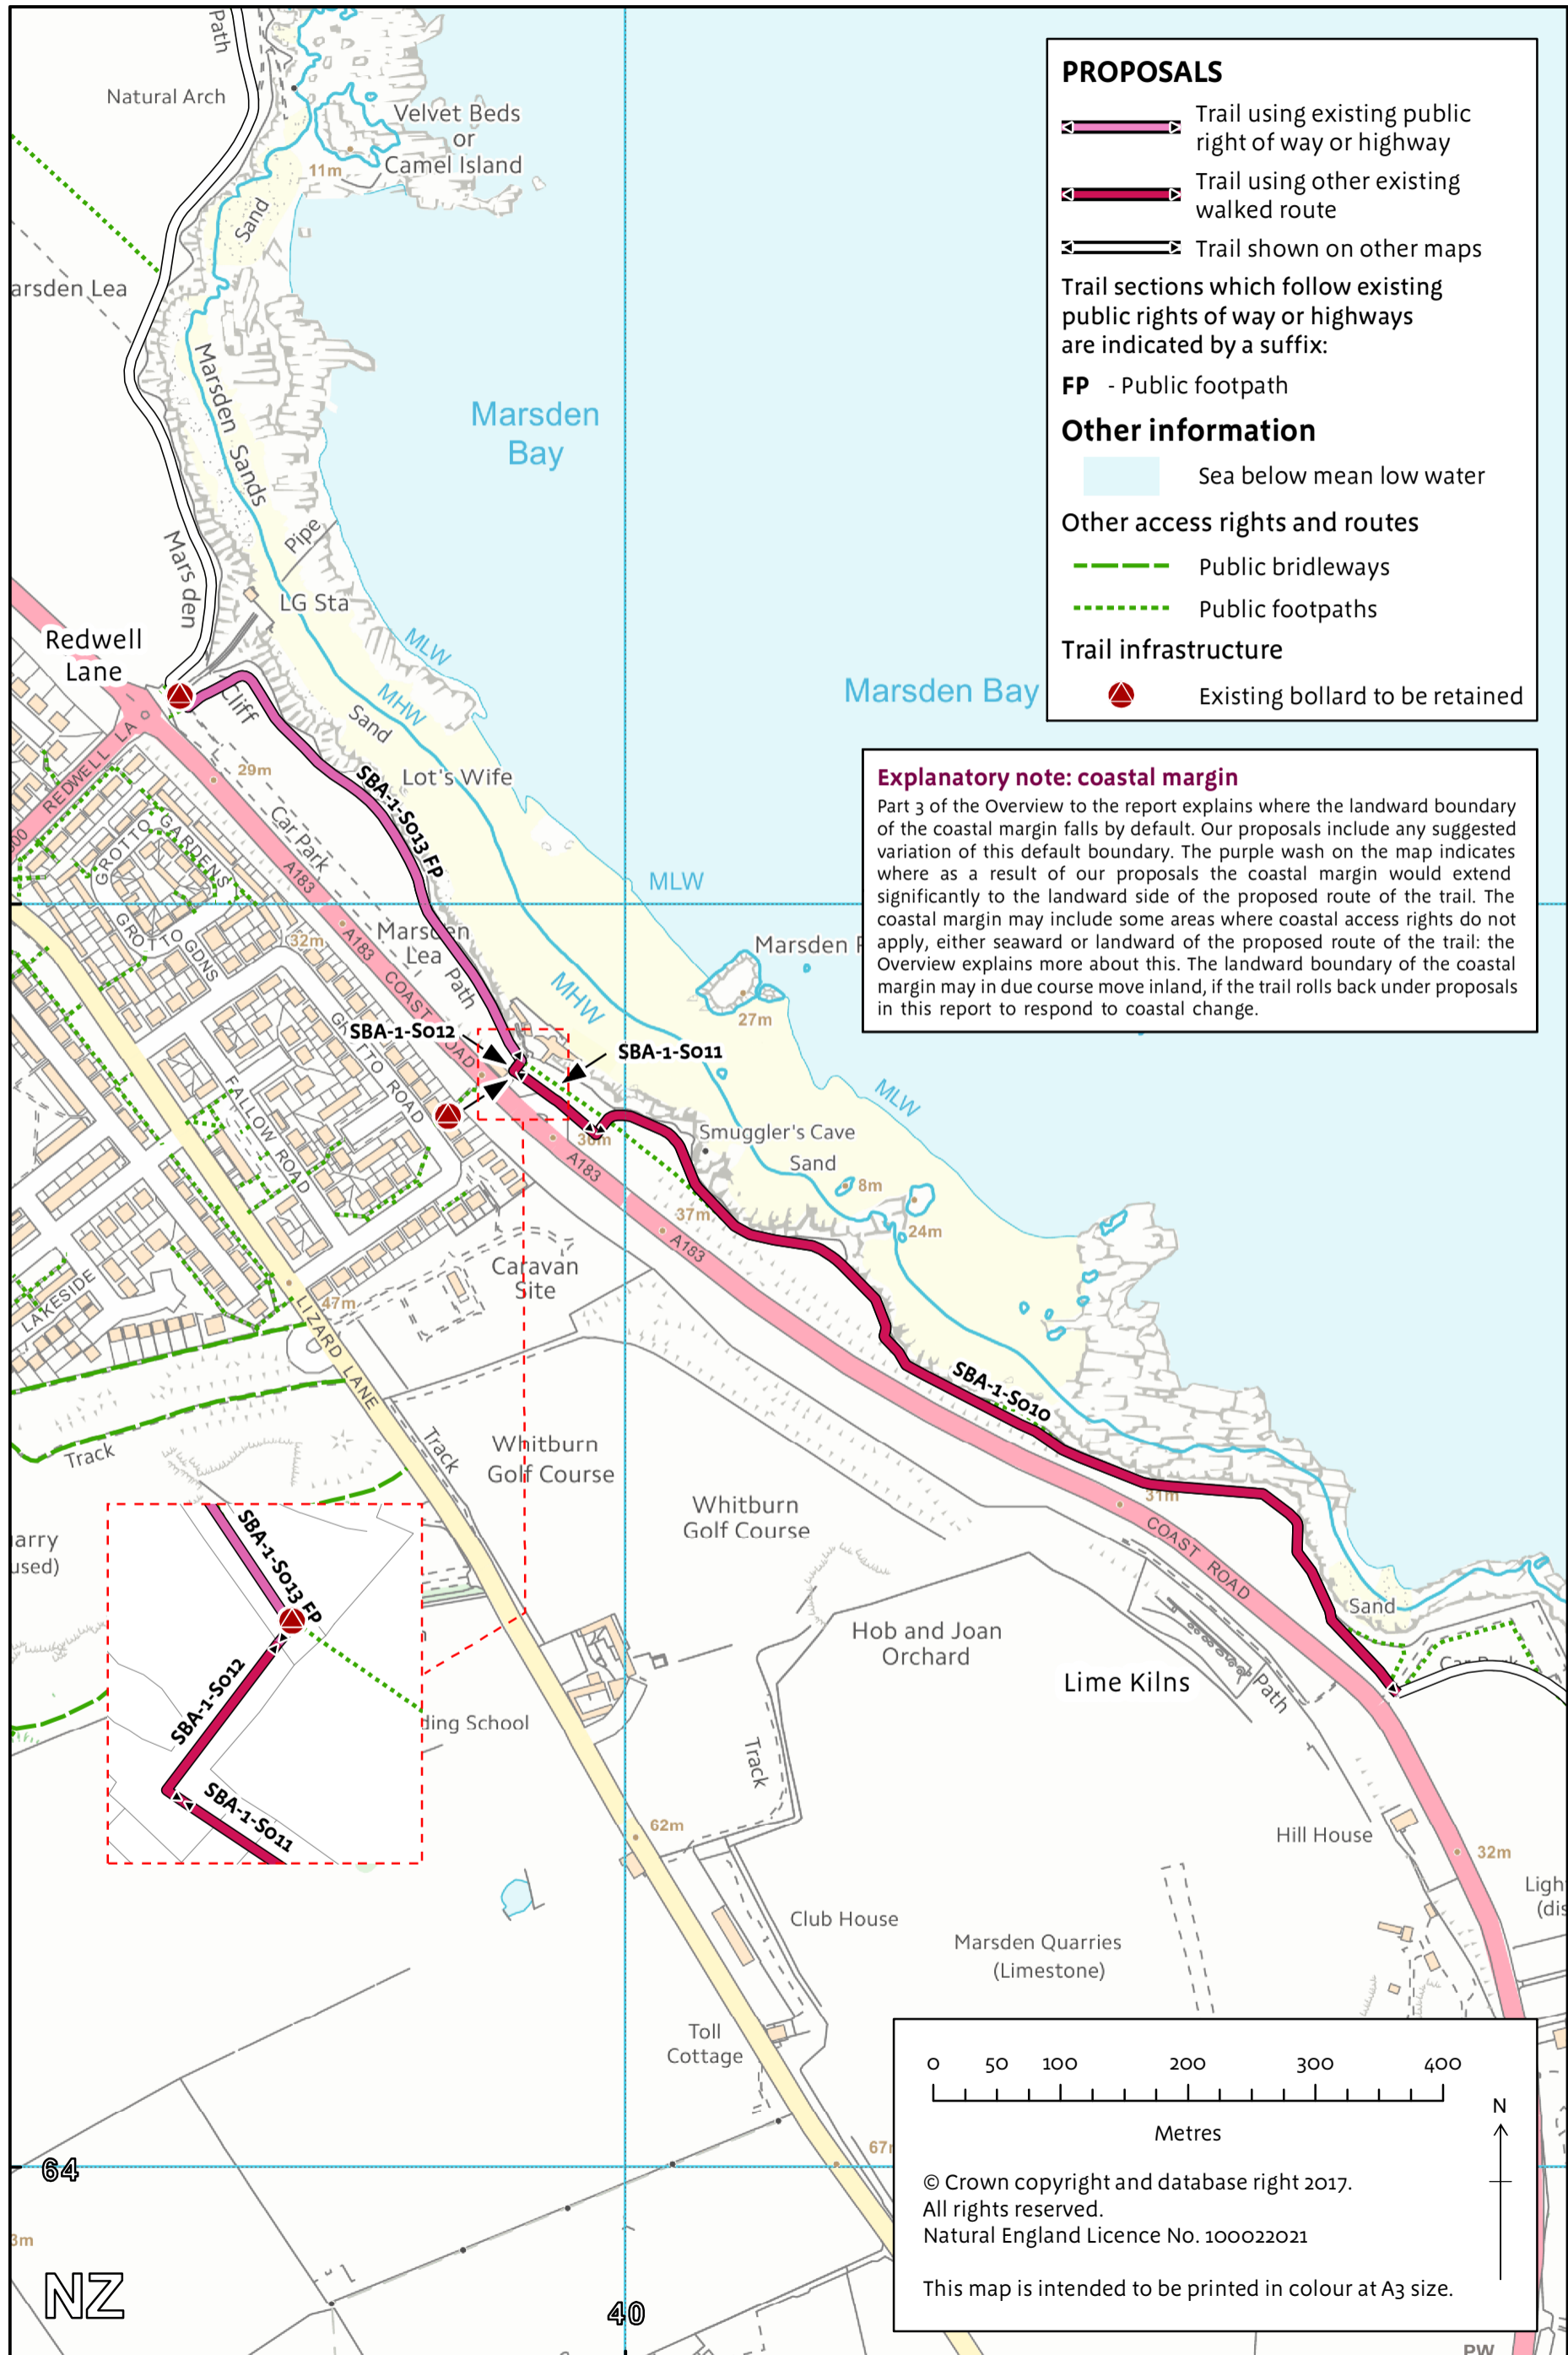 Path
Natural Arch
Velvet Beds
or
Camel Island
11m
Sand
arsden Lea
Marsden Sands
Marsden
Bay
Pipe
Mars den
LG Sta
Redwell
Lane
MLW
MHW
Cliff
Sand
Marsden Bay
PROPOSALS
Trail using existing public
right of way or highway
Trail using other existing
walked route
Trail shown on other maps
Trail sections which follow existing
public rights of way or highways
are indicated by a suffix:
FP - Public footpath
Other information
Sea below mean low water
Other access rights and routes
Public bridleways
Public footpaths
Trail infrastructure
Existing bollard to be retained
Explanatory note: coastal margin
Part 3 of the Overview to the report explains where the landward boundary
of the coastal margin falls by default. Our proposals include any suggested
variation of this default boundary. The purple wash on the map indicates
where as a result of our proposals the coastal margin would extend
significantly to the landward side of the proposed route of the trail. The
coastal margin may include some areas where coastal access rights do not
apply, either seaward or landward of the proposed route of the trail: the
Overview explains more about this. The landward boundary of the coastal
margin may in due course move inland, if the trail rolls back under proposals
in this report to respond to coastal change.
REDWELL LA
29m
Lot's Wife
SBA-1-S013 FP
Car Park
A183
GROTTO GARDENS
MLW
32m
GROTTO GDNS
A183 COAST ROAD
Marsden
Lea
Path
Marsden
27m
MHW
SBA-1-S012
SBA-1-S011
GROTTO ROAD
FALLOW ROAD
MLW
36m
A183
Smuggler's Cave
Sand
8m
37m
A183
24m
Caravan
Site
LAKESIDE
47m
LIZARD LANE
SBA-1-S010
Track
Track
Whitburn
Golf Course
Whitburn
Golf Course
31m
COAST ROAD
arry
used)
SBA-1-S013 FP
SBA-1-S012
SBA-1-S011
Sand
Car Park
Hob and Joan
Orchard
Lime Kilns
Path
ding School
Track
62m
Hill House
32m
Ligh
(dis
Club House
Marsden Quarries
(Limestone)
Toll
Cottage
0 50 100 200 300 400
Metres
N
64
67
© Crown copyright and database right 2017.
All rights reserved.
Natural England Licence No. 100022021
This map is intended to be printed in colour at A3 size.
3m
NZ
40
PW